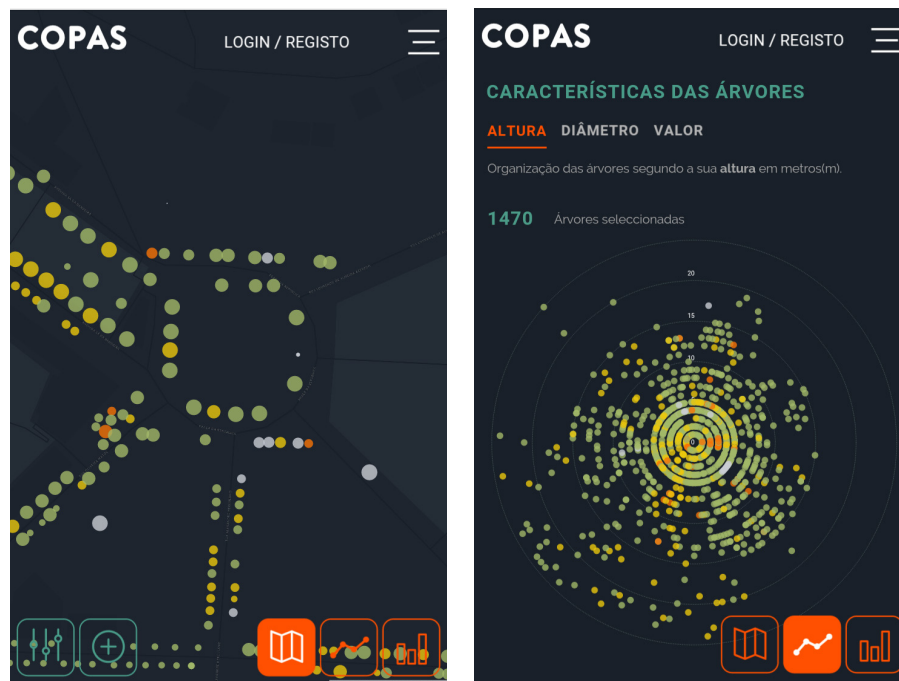 COPAS
LOGIN / REGISTO
COPAS
LOGIN / REGISTO
CARACTERÍSTICAS DAS ÁRVORES
ALTURA DIÂMETRO VALOR
Organização das árvores segundo a sua altura em metros(m).
1470 Árvores seleccionadas
20
15
10